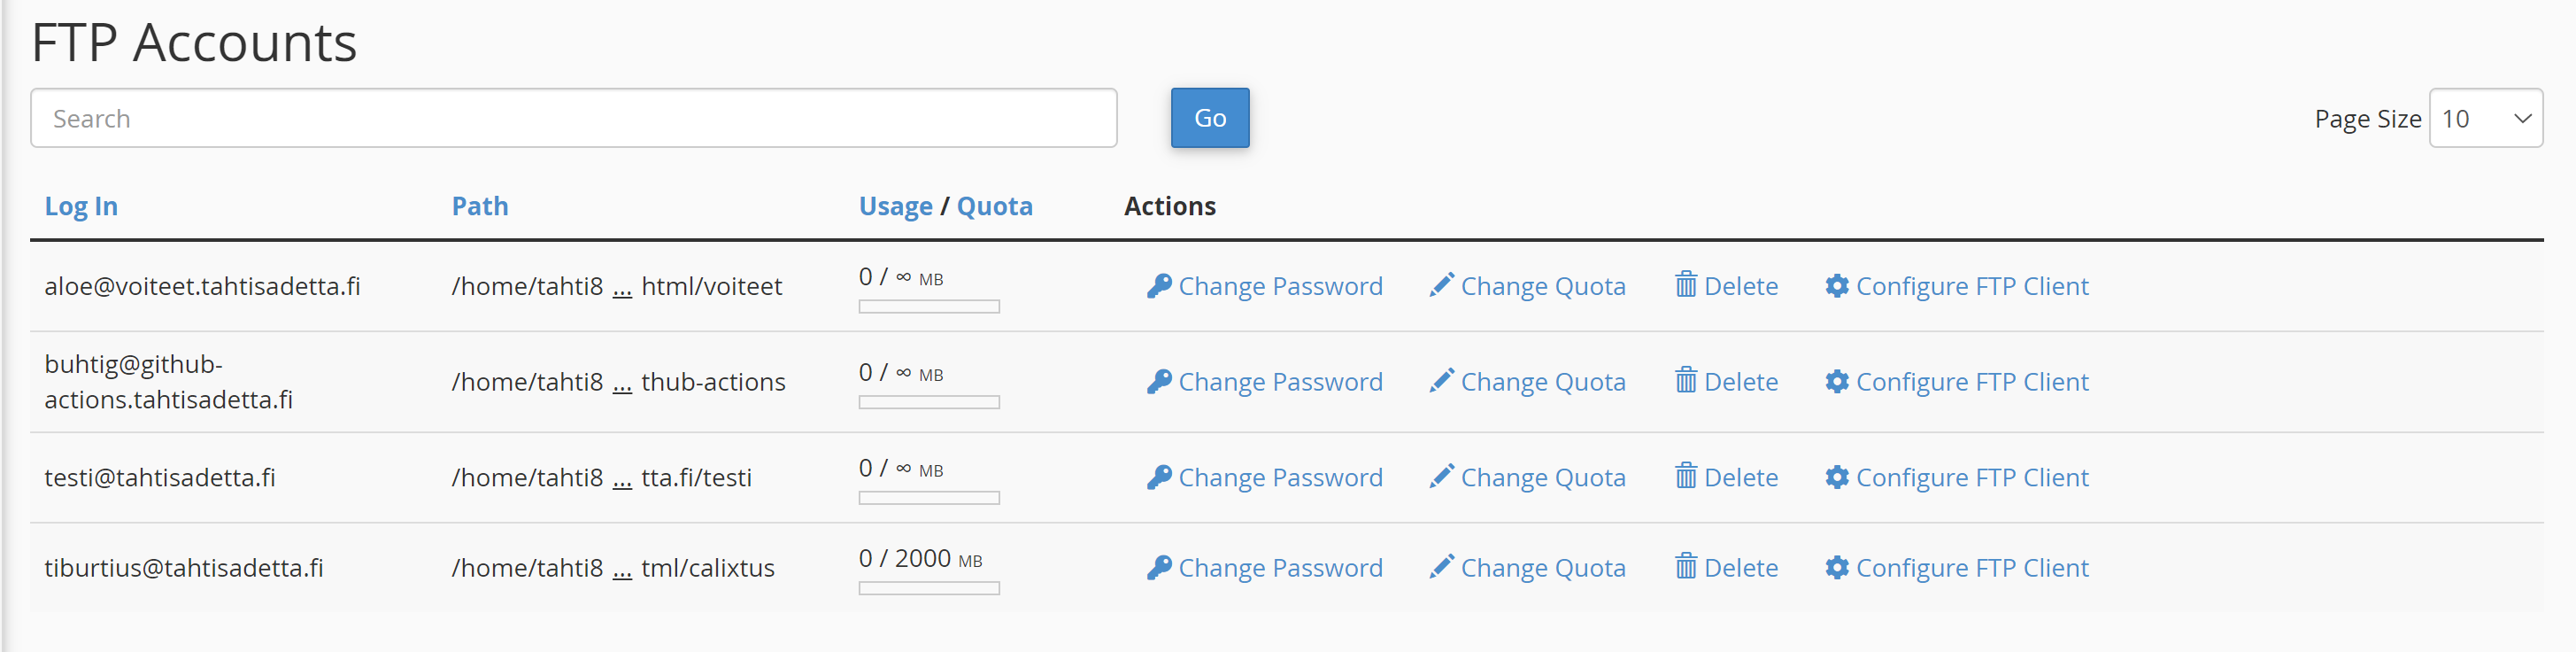 FTP Accounts
Search Go Page Size 10
Log In Path Usage / Quota Actions
aloe@voiteet.tahtisadetta.fi /home/tahti8 ... html/voiteet 0 / ∞ MB Change Password Change Quota Delete Configure FTP Client
buhtig@github-
actions.tahtisadetta.fi /home/tahti8 ... thub-actions 0 / ∞ MB Change Password Change Quota Delete Configure FTP Client
testi@tahtisadetta.fi /home/tahti8 ... tta.fi/testi 0 / ∞ MB Change Password Change Quota Delete Configure FTP Client
tiburtius@tahtisadetta.fi /home/tahti8 ... tml/calixtus 0 / 2000 MB Change Password Change Quota Delete Configure FTP Client